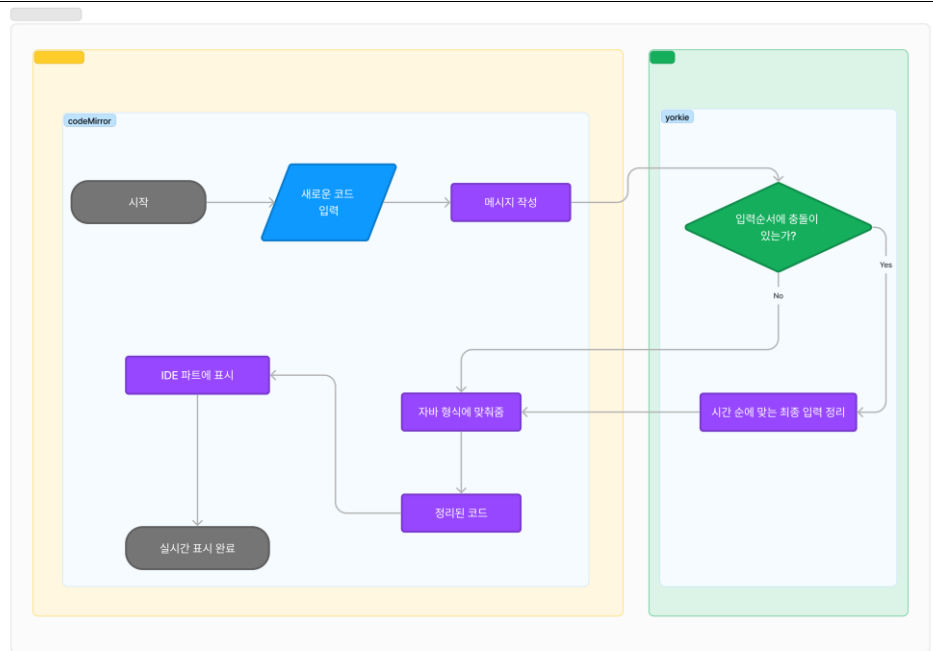 codeMirror
yorkie
시작
새로운 코드
입력
메시지 작성
입력순서에 충돌이
있는가?
Yes
No
IDE 파트에 표시
자바 형식에 맞춰줌
시간 순에 맞는 최종 입력 정리
정리된 코드
실시간 표시 완료